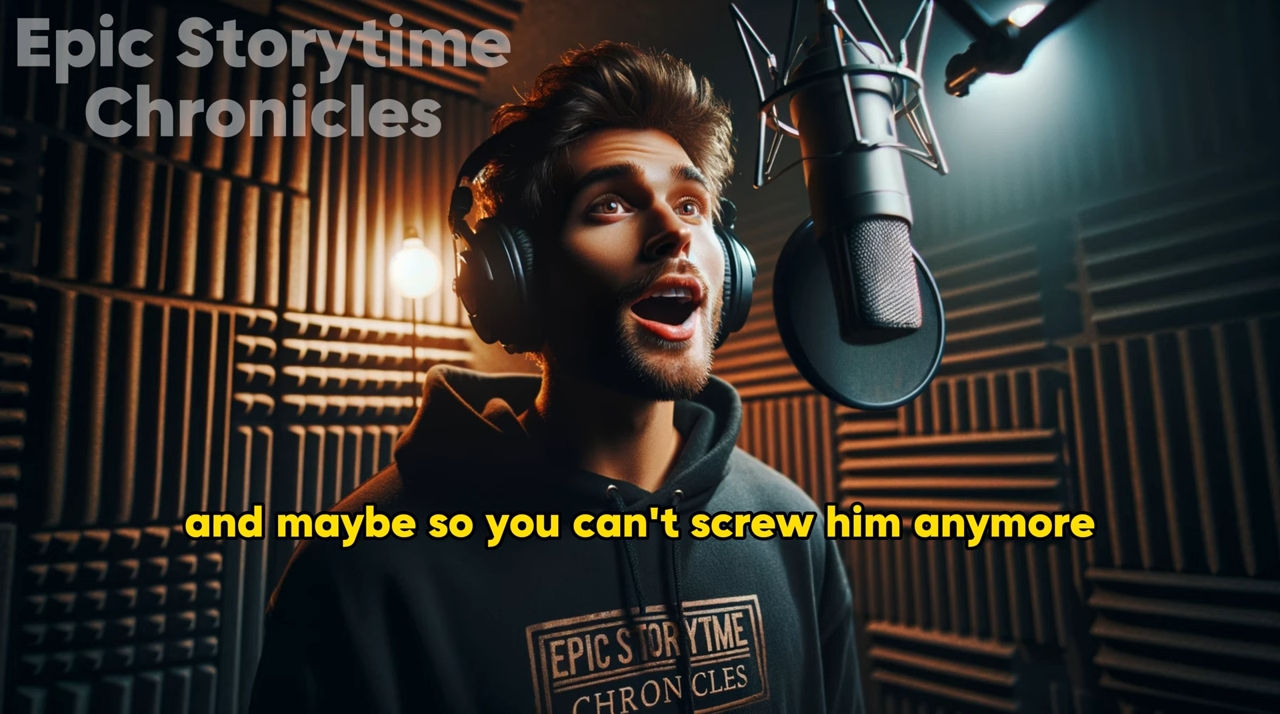 Epic Storytime
Chronicles
and maybe so you can't screw him anymore
EPIC STORYTME
CHRONICLES